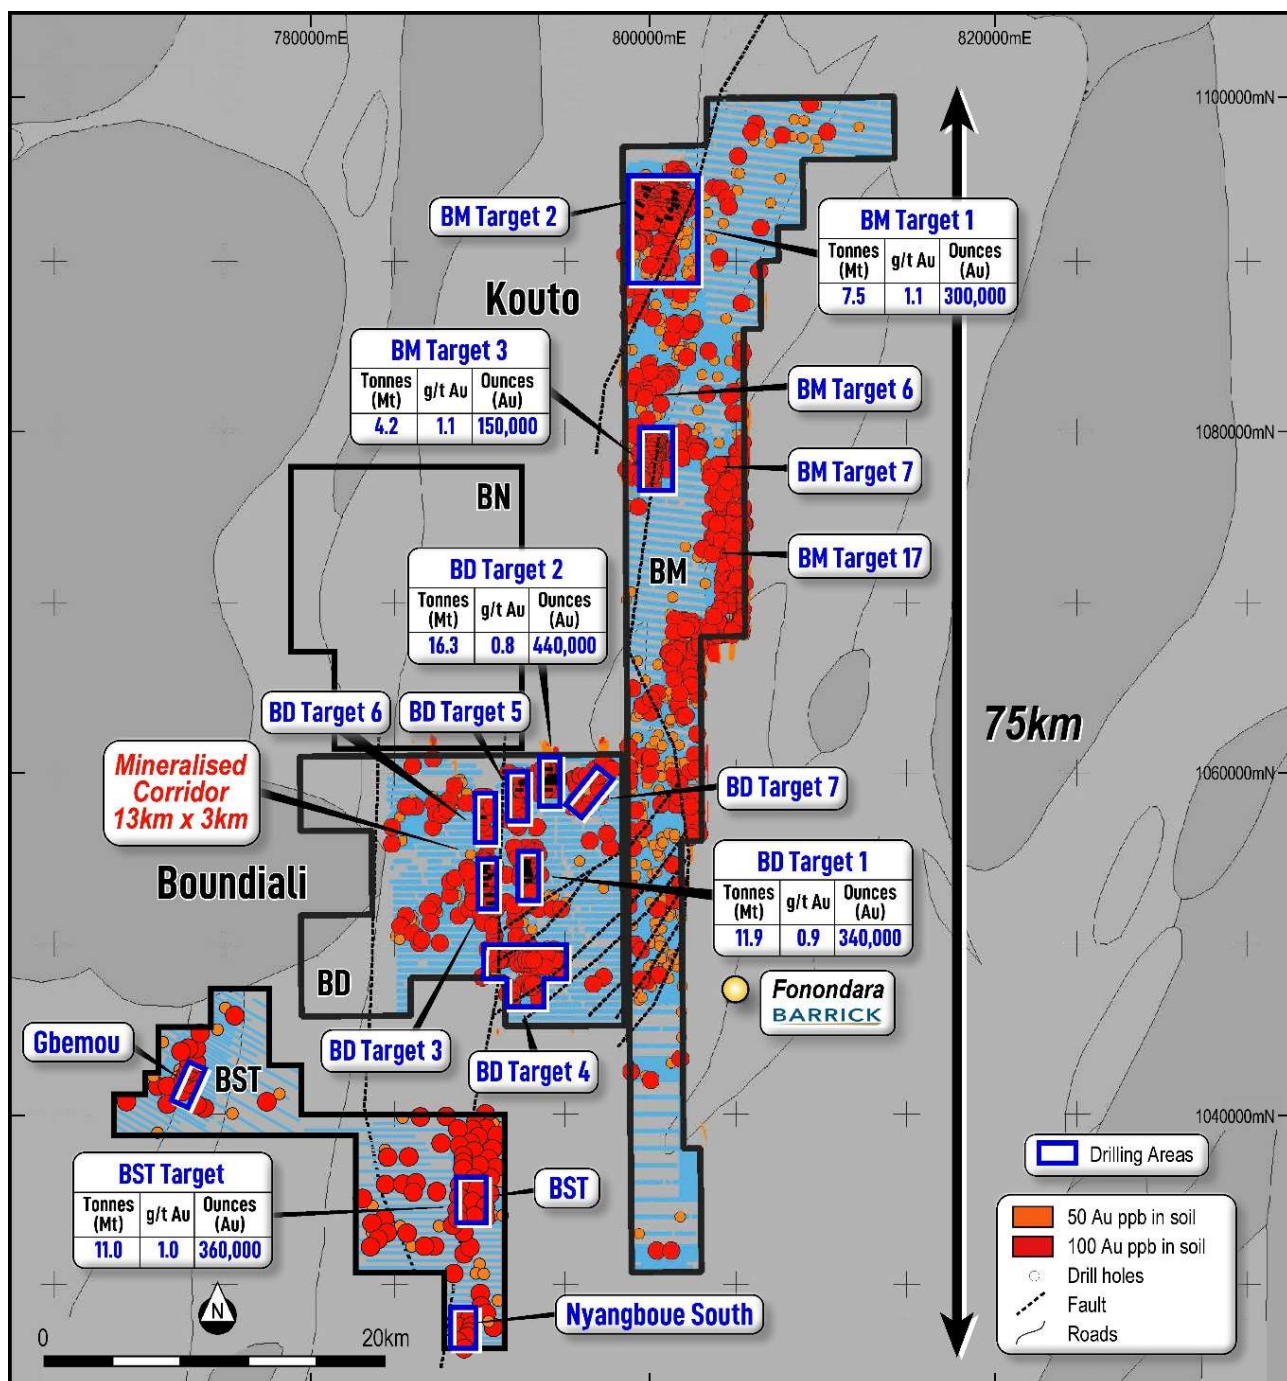 780000mE
800000mE
820000mE
1100000mN
BM Target 2
BM Target 1
Tonnes (Mt) g/t Au Ounces (Au)
7.5 1.1 300,000
Kouto
BM Target 3
Tonnes (Mt) g/t Au Ounces (Au)
4.2 1.1 150,000
BM Target 6
1080000mN
BM Target 7
BN
BM Target 17
BD Target 2
Tonnes (Mt) g/t Au Ounces (Au)
16.3 0.8 440,000
BM
75km
BD Target 6
BD Target 5
Mineralised
Corridor
13km x 3km
1060000mN
BD Target 7
Boundiali
BD Target 1
Tonnes (Mt) g/t Au Ounces (Au)
11.9 0.9 340,000
BD
Fonondara
BARRICK
Gbemou
BST
BD Target 3
BD Target 4
1040000mN
BST Target
Tonnes (Mt) g/t Au Ounces (Au)
11.0 1.0 360,000
BST
Nyangboue South
N
0 20km
Drilling Areas
50 Au ppb in soil
100 Au ppb in soil
Drill holes
Fault
Roads